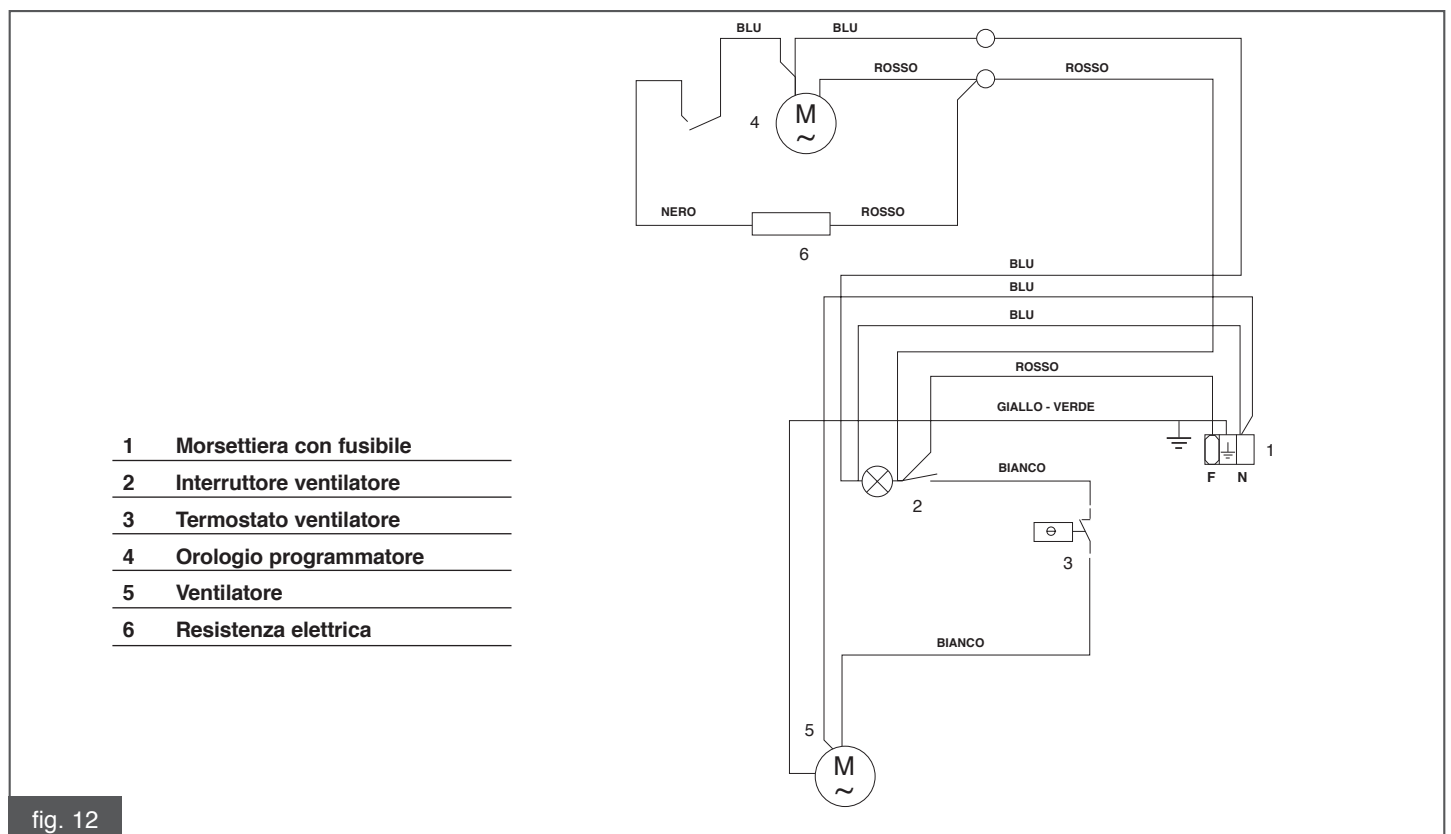 BLU BLU
ROSSO ROSSO
4 M
~
NERO ROSSO
6
BLU
BLU
BLU
ROSSO
GIALLO - VERDE
1
F N
BIANCO
2
3
BIANCO
5
M
~
1 Morsettiera con fusibile
2 Interruttore ventilatore
3 Termostato ventilatore
4 Orologio programmatore
5 Ventilatore
6 Resistenza elettrica
fig. 12